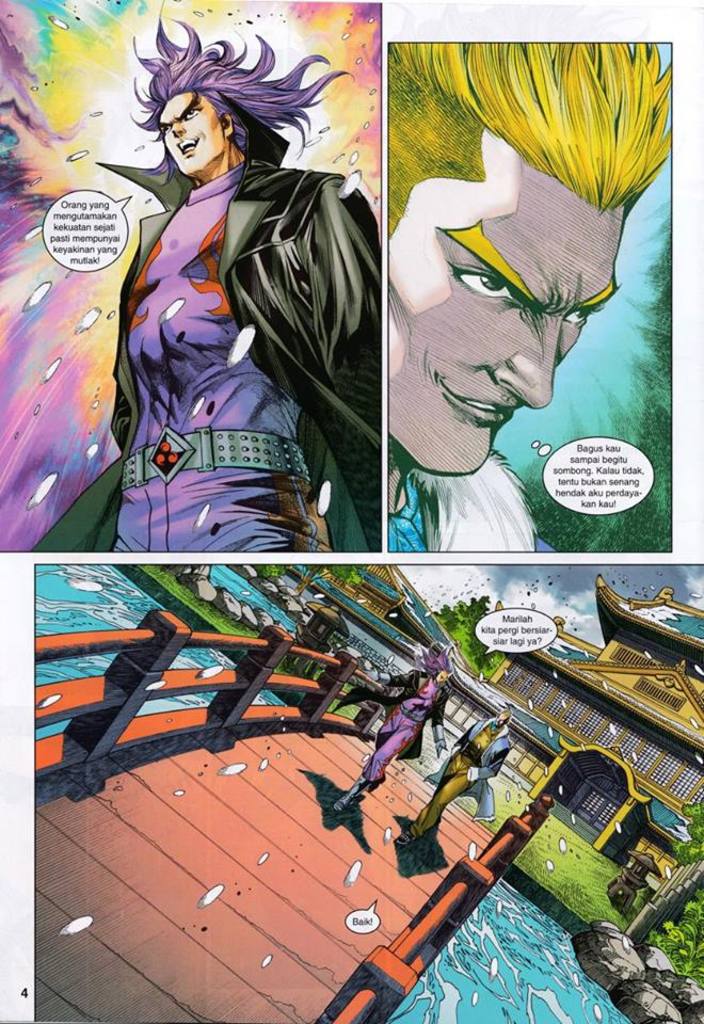 Orang yang
mengutamakan
kekuatan sejati
pasti mempunyai
keyakinan yang
mutlak!
Bagus kau
sampai begitu
sombong. Kalau tidak,
tentu bukan senang
hendak aku perdaya-
kan kau!
Marilah
kita pergi bersiar-
siar lagi ya?
Baik!
4